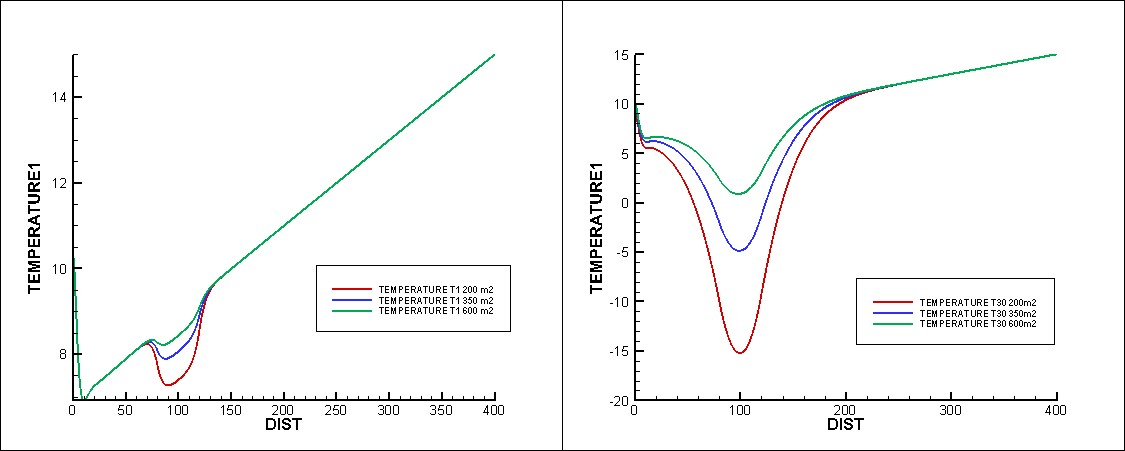 TEMPERATURE1
14
12
10
8
0
50
100
150
200
250
300
350
400
DIST
TEMPERATURE T1 200 m2
TEMPERATURE T1 350 m2
TEMPERATURE T1 600 m2
TEMPERATURE1
15
10
5
0
-5
-10
-15
-20
0
100
200
300
400
DIST
TEMPERATURE T30 200m2
TEMPERATURE T30 350m2
TEMPERATURE T30 600m2